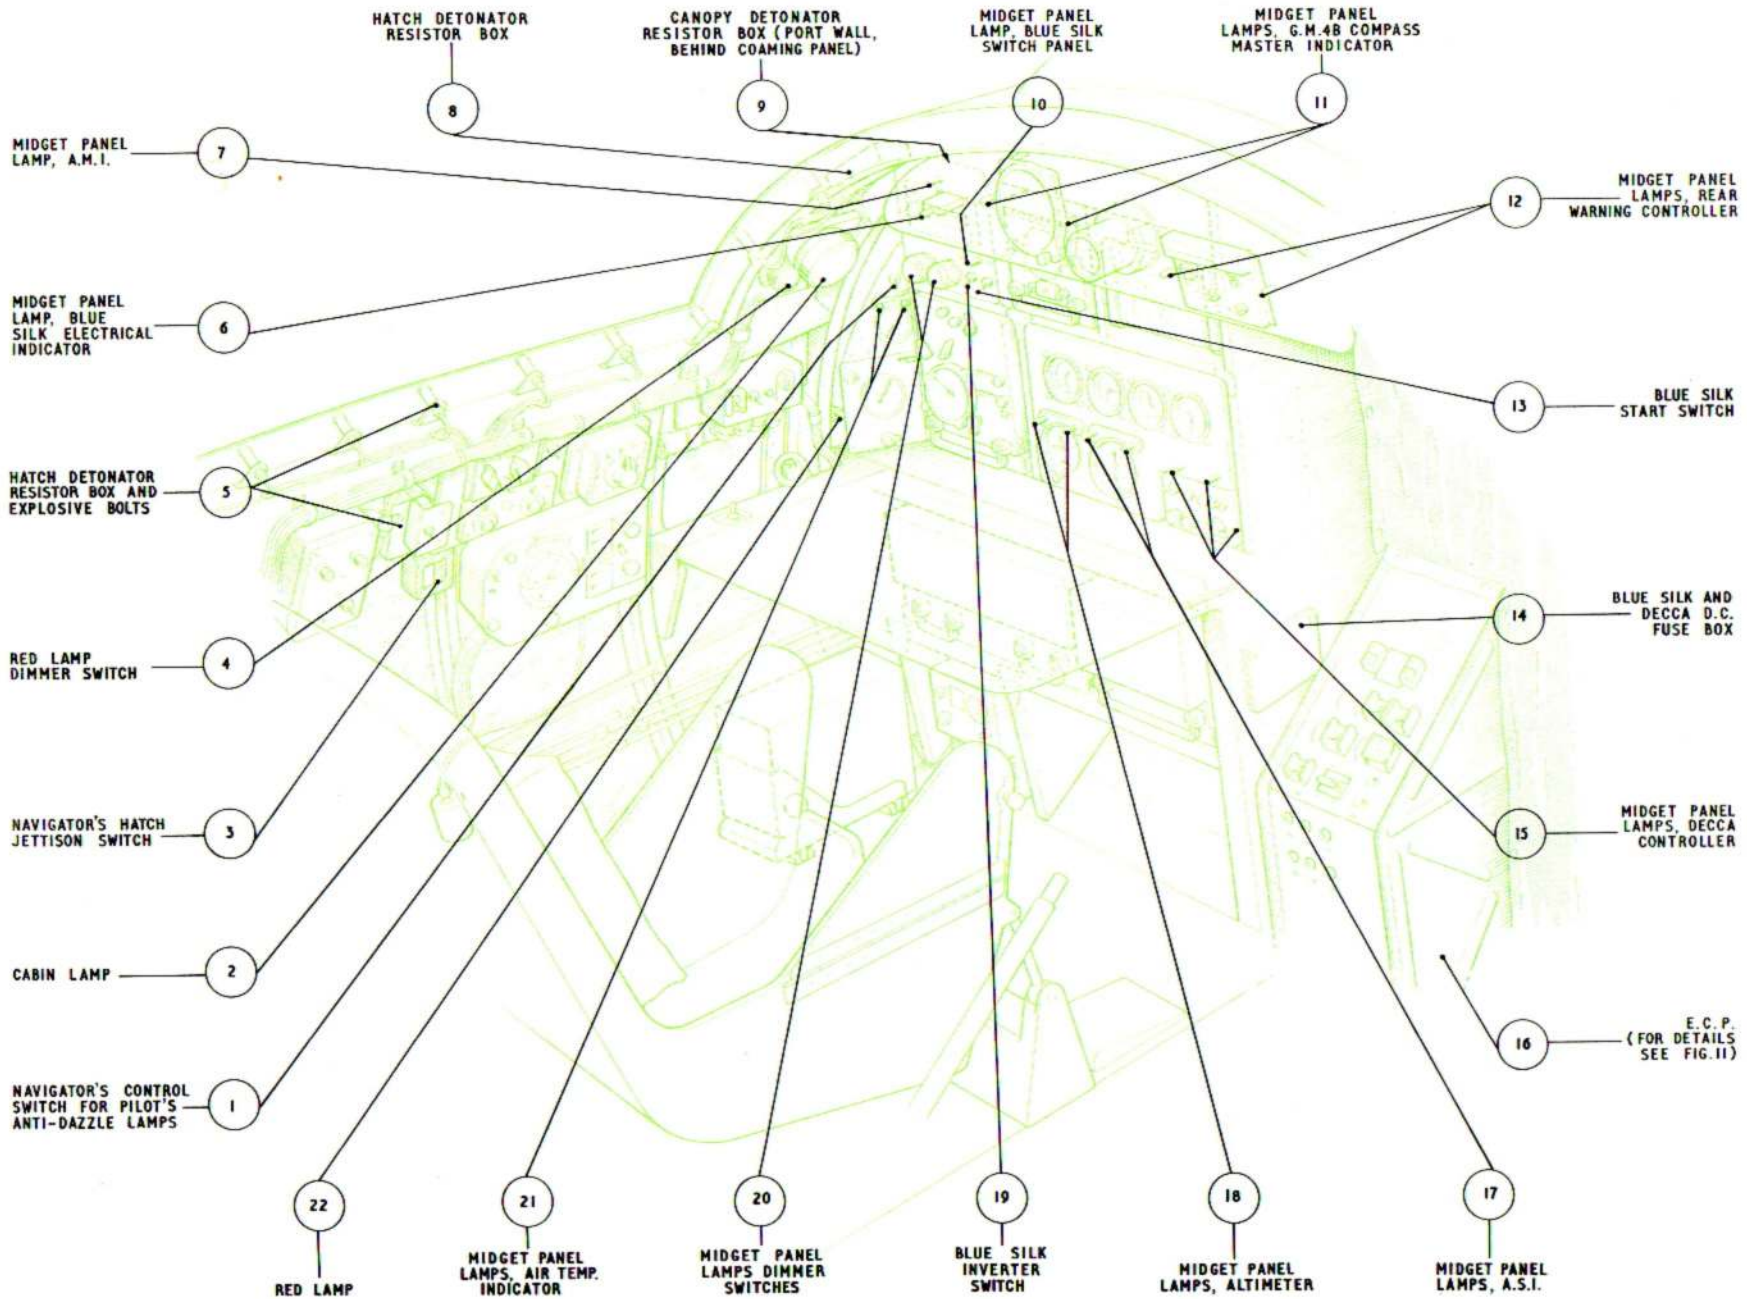 HATCH DETONATOR
RESISTOR BOX
8
CANOPY DETONATOR
RESISTOR BOX (PORT WALL,
BEHIND COAMING PANEL)
9
MIDGET PANEL
LAMP, BLUE SILK
SWITCH PANEL
10
MIDGET PANEL
LAMPS, G.M.4B COMPASS
MASTER INDICATOR
11
MIDGET PANEL
LAMP, A.M.I.
7
12
MIDGET PANEL
LAMPS, REAR
WARNING CONTROLLER
MIDGET PANEL
LAMP, BLUE
SILK ELECTRICAL
INDICATOR
6
13
BLUE SILK
START SWITCH
HATCH DETONATOR
RESISTOR BOX AND
EXPLOSIVE BOLTS
5
14
BLUE SILK AND
DECCA D.C.
FUSE BOX
RED LAMP
DIMMER SWITCH
4
15
MIDGET PANEL
LAMPS, DECCA
CONTROLLER
NAVIGATOR'S HATCH
JETTISON SWITCH
3
CABIN LAMP
2
16
E.C.P.
(FOR DETAILS
SEE FIG.11)
NAVIGATOR'S CONTROL
SWITCH FOR PILOT'S
ANTI-DAZZLE LAMPS
1
22
RED LAMP
21
MIDGET PANEL
LAMPS, AIR TEMP.
INDICATOR
20
MIDGET PANEL
LAMPS DIMMER
SWITCHES
19
BLUE SILK
INVERTER
SWITCH
18
MIDGET PANEL
LAMPS, ALTIMETER
17
MIDGET PANEL
LAMPS, A.S.I.